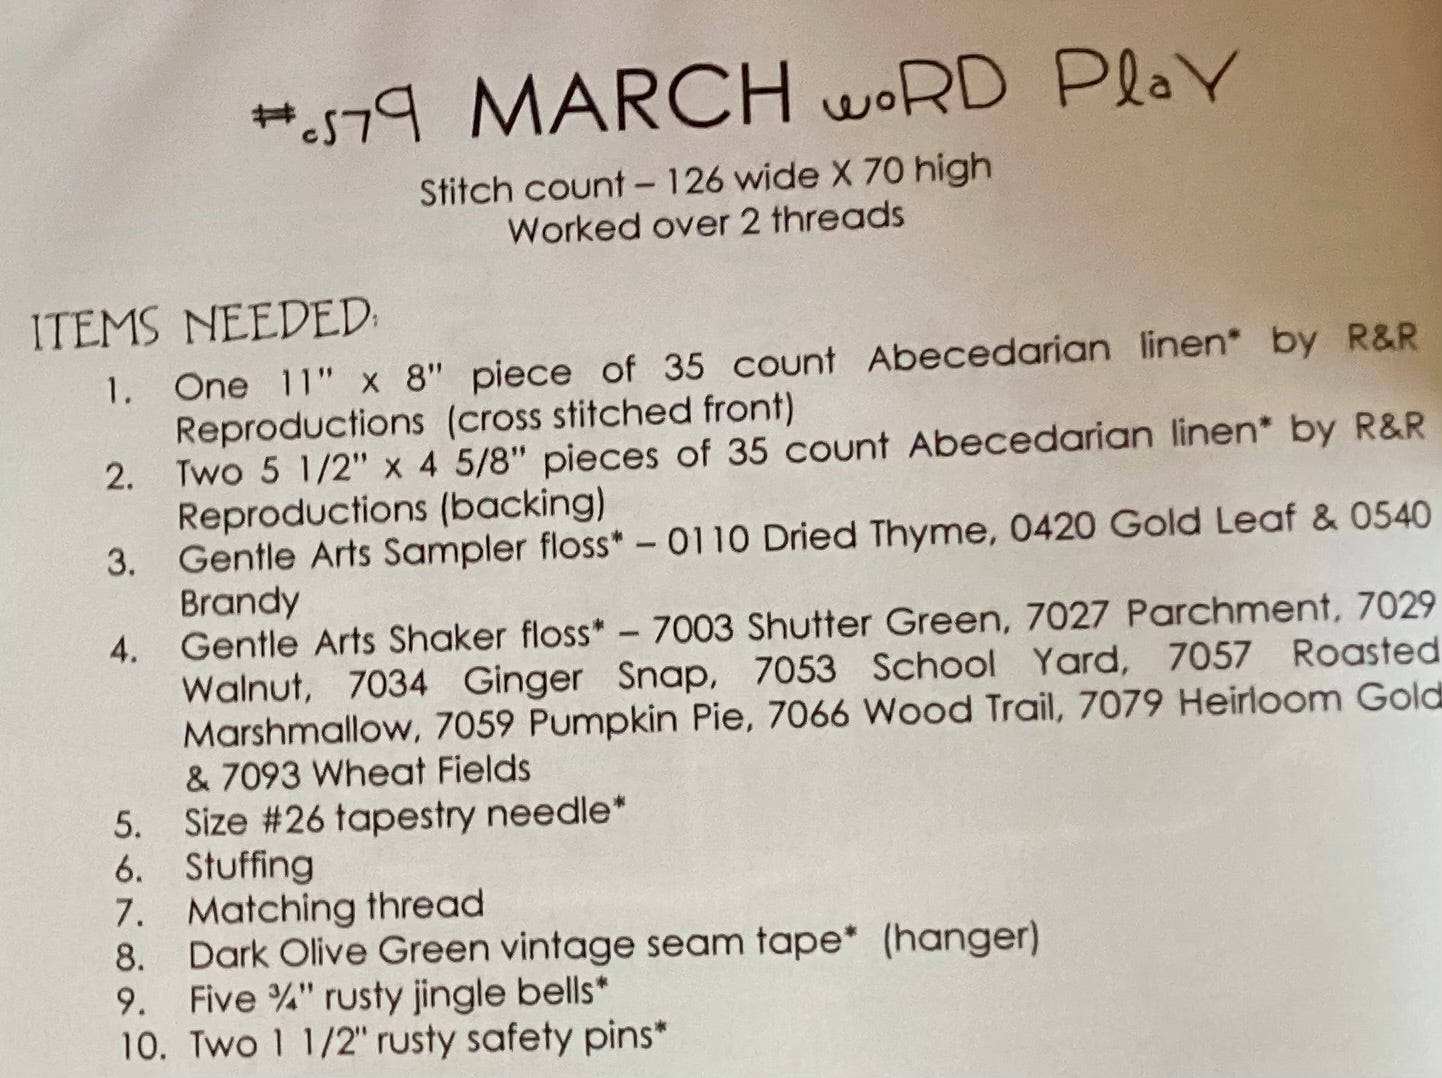 #cs79 MARCH woRD PlaY
Stitch count – 126 wide X 70 high
Worked over 2 threads
ITEMS NEEDED:
1. One 11" x 8" piece of 35 count Abecedarian linen* by R&R
Reproductions (cross stitched front)
2. Two 5 1/2" x 4 5/8" pieces of 35 count Abecedarian linen* by R&R
Reproductions (backing)
3. Gentle Arts Sampler floss* – 0110 Dried Thyme, 0420 Gold Leaf & 0540
Brandy
4. Gentle Arts Shaker floss* – 7003 Shutter Green, 7027 Parchment, 7029
Walnut, 7034 Ginger Snap, 7053 School Yard, 7057 Roasted
Marshmallow, 7059 Pumpkin Pie, 7066 Wood Trail, 7079 Heirloom Gold
& 7093 Wheat Fields
5. Size #26 tapestry needle*
6. Stuffing
7. Matching thread
8. Dark Olive Green vintage seam tape* (hanger)
9. Five ¾" rusty jingle bells*
10. Two 1 1/2" rusty safety pins*